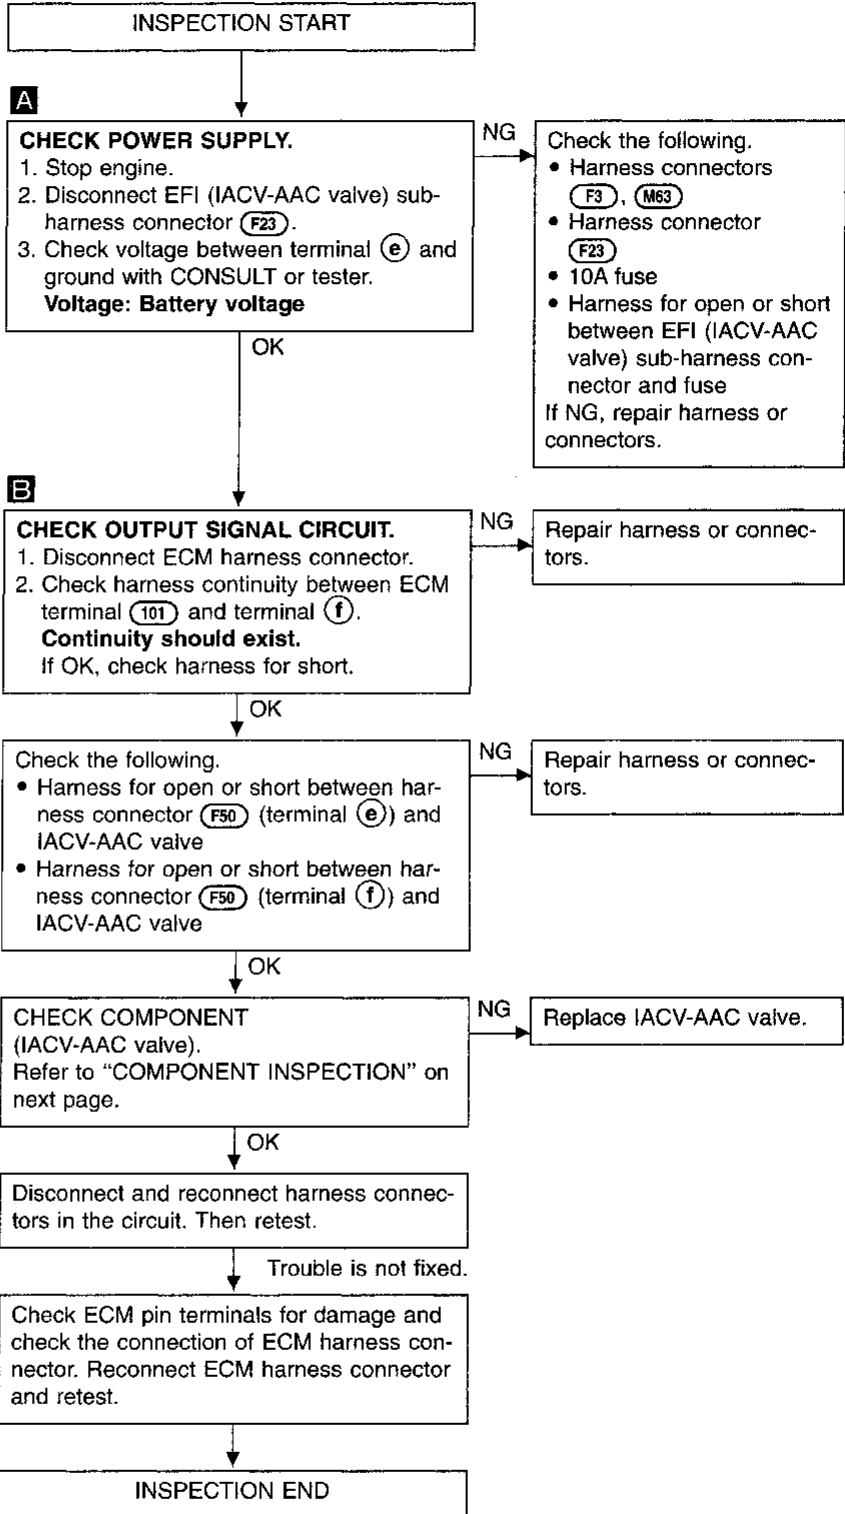 INSPECTION START
A
CHECK POWER SUPPLY.
1. Stop engine.
2. Disconnect EFI (IACV-AAC valve) sub-
harness connector (F23).
3. Check voltage between terminal (e) and
ground with CONSULT or tester.
Voltage: Battery voltage
NG
Check the following.
• Harness connectors
(F3), (M63)
• Harness connector
(F23)
• 10A fuse
• Harness for open or short
between EFI (IACV-AAC
valve) sub-harness con-
nector and fuse
If NG, repair harness or
connectors.
OK
B
CHECK OUTPUT SIGNAL CIRCUIT.
1. Disconnect ECM harness connector.
2. Check harness continuity between ECM
terminal (101) and terminal (f).
Continuity should exist.
If OK, check harness for short.
NG
Repair harness or connec-
tors.
OK
Check the following.
• Harness for open or short between har-
ness connector (F50) (terminal (e)) and
IACV-AAC valve
• Harness for open or short between har-
ness connector (F50) (terminal (f)) and
IACV-AAC valve
NG
Repair harness or connec-
tors.
OK
CHECK COMPONENT
(IACV-AAC valve).
Refer to “COMPONENT INSPECTION” on
next page.
NG
Replace IACV-AAC valve.
OK
Disconnect and reconnect harness connec-
tors in the circuit. Then retest.
Trouble is not fixed.
Check ECM pin terminals for damage and
check the connection of ECM harness con-
nector. Reconnect ECM harness connector
and retest.
INSPECTION END